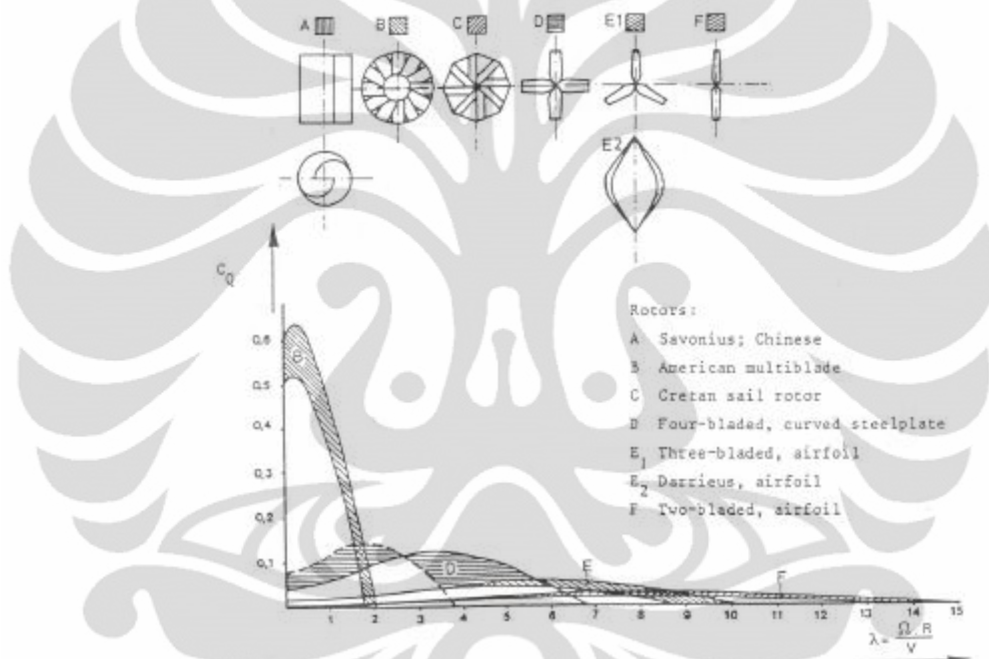 A B C D E1 F
E2
C_Q
0,6
0,5
0,4
0,3
0,2
0,1
B
D
E
F
1 2 3 4 5 6 7 8 9 10 11 12 13 14 15
λ = Ω.R / V
Rotors:
A Savonius; Chinese
B American multiblade
C Cretan sail rotor
D Four-bladed, curved steelplate
E₁ Three-bladed, airfoil
E₂ Darrieus, airfoil
F Two-bladed, airfoil